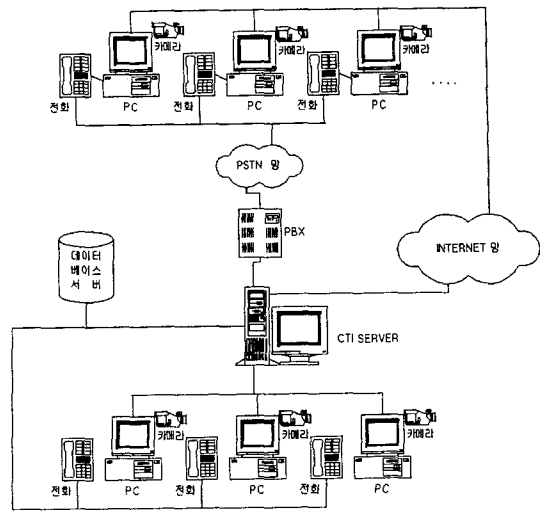 카메라 카메라 카메라
전화 PC 전화 PC 전화 PC
PSTN 망
PBX
데이터
베이스
서 버
INTERNET 망
CTI SERVER
카메라 카메라 카메라
전화 PC 전화 PC 전화 PC